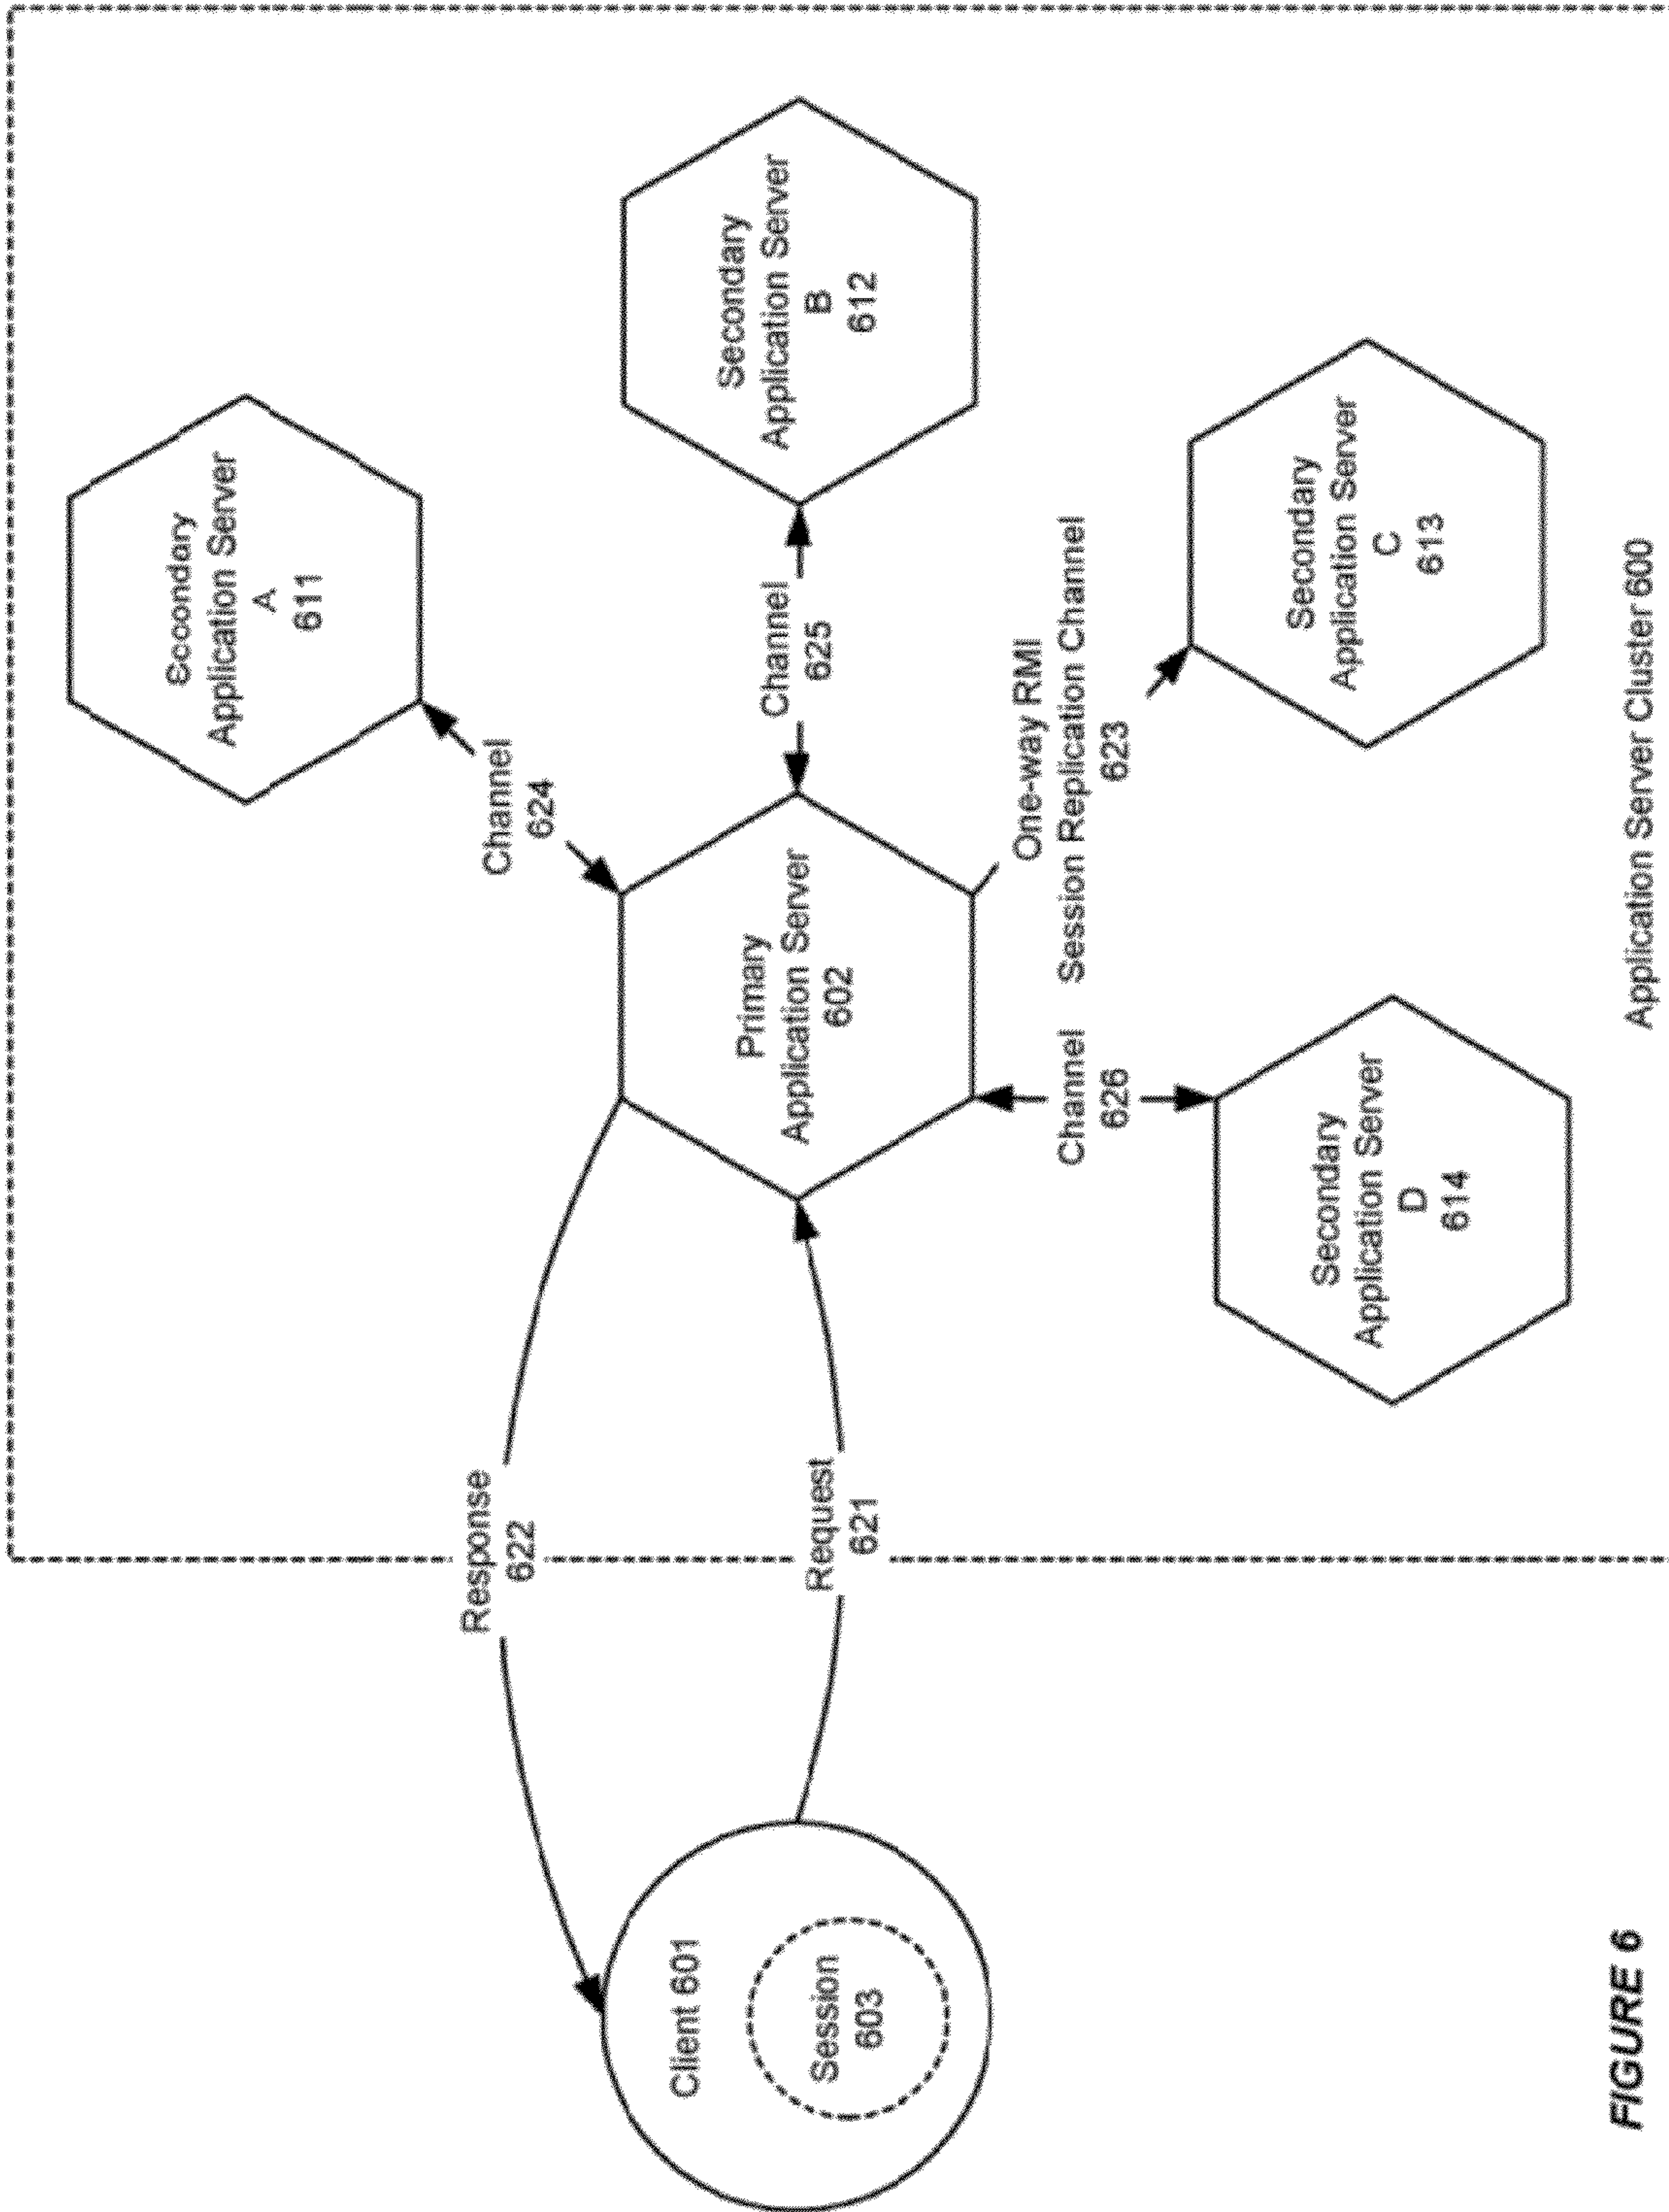 Secondary
Application Server
A
611
Channel
624
Response
622
Client 601
Session
603
Request
621
Primary
Application Server
602
Channel
625
Secondary
Application Server
B
612
One-way RMI
Session Replication Channel
623
Channel
626
Secondary
Application Server
C
613
Secondary
Application Server
D
614
Application Server Cluster 600
FIGURE 6